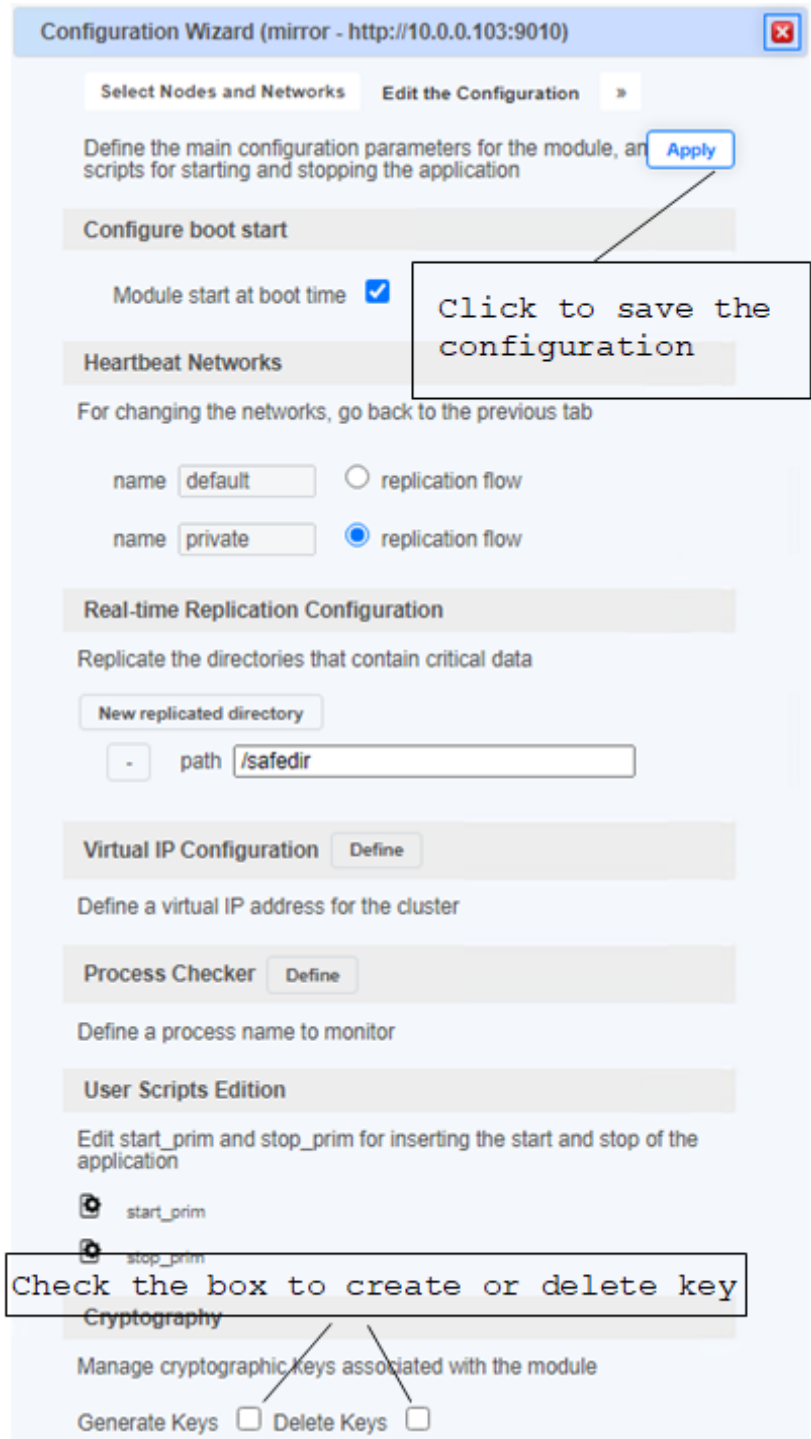 Configuration Wizard (mirror - http://10.0.0.103:9010)
Select Nodes and Networks Edit the Configuration »
Define the main configuration parameters for the module, an Apply
scripts for starting and stopping the application
Configure boot start
Module start at boot time
Click to save the
configuration
Heartbeat Networks
For changing the networks, go back to the previous tab
name default replication flow
name private replication flow
Real-time Replication Configuration
Replicate the directories that contain critical data
New replicated directory
- path /safedir
Virtual IP Configuration Define
Define a virtual IP address for the cluster
Process Checker Define
Define a process name to monitor
User Scripts Edition
Edit start_prim and stop_prim for inserting the start and stop of the
application
start_prim
stop_prim
Check the box to create or delete key
Cryptography
Manage cryptographic keys associated with the module
Generate Keys Delete Keys